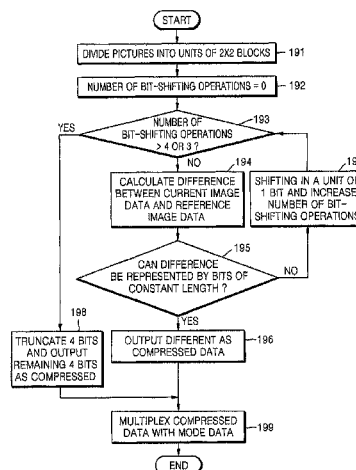 START
DIVIDE PICTURES INTO UNITS OF 2X2 BLOCKS
191
NUMBER OF BIT-SHIFTING OPERATIONS = 0
192
NUMBER OF
BIT-SHIFTING OPERATIONS
> 4 OR 3 ?
193
YES
NO
194
CALCULATE DIFFERENCE
BETWEEN CURRENT IMAGE
DATA AND REFERENCE
IMAGE DATA
SHIFTING IN A UNIT OF
1 BIT AND INCREASE
NUMBER OF BIT-
SHIFTING OPERATIONS
195
CAN DIFFERENCE
BE REPRESENTED BY BITS OF
CONSTANT LENGTH ?
NO
YES
198
TRUNCATE 4 BITS
AND OUTPUT
REMAINING 4 BITS
AS COMPRESSED
OUTPUT DIFFERENT AS
COMPRESSED DATA
196
MULTIPLEX COMPRESSED
DATA WITH MODE DATA
199
END